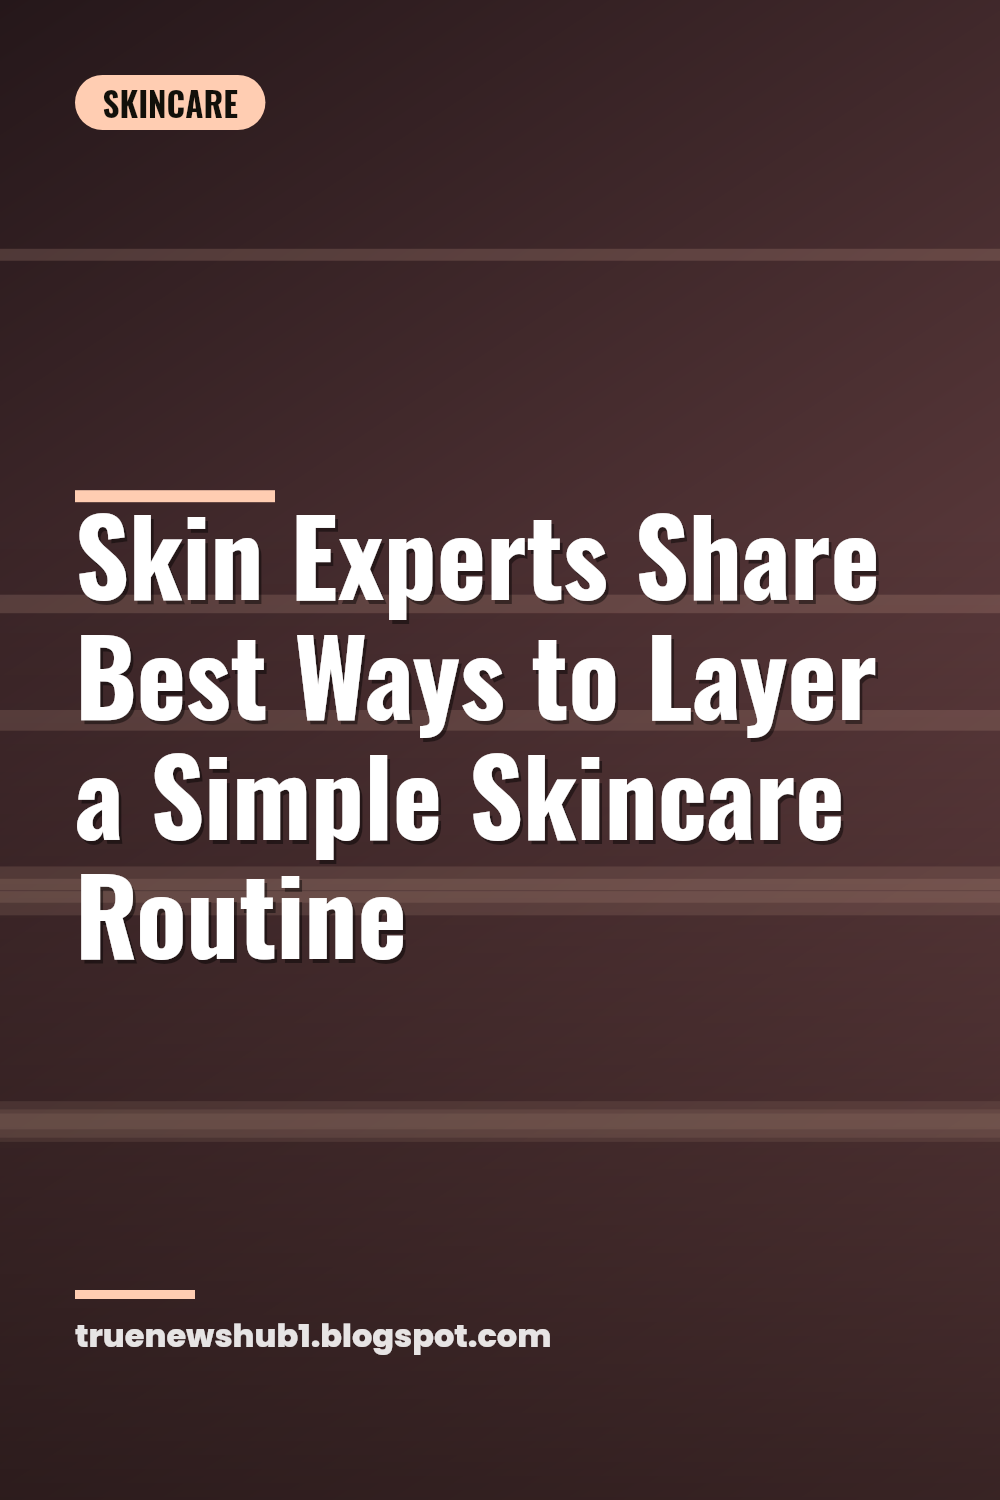 SKINCARE
Skin Experts Share
Best Ways to Layer
a Simple Skincare
Routine
truenewshub1.blogspot.com